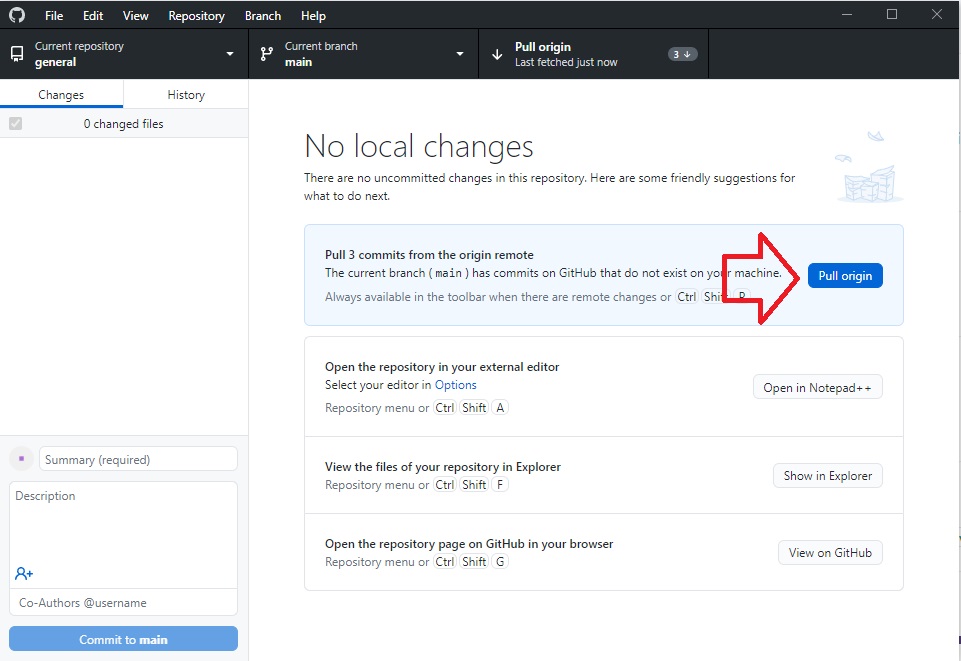 File Edit View Repository Branch Help
Current repository
general
Current branch
main
Pull origin
Last fetched just now
3
Changes History
0 changed files
No local changes
There are no uncommitted changes in this repository. Here are some friendly suggestions for
what to do next.
Pull 3 commits from the origin remote
The current branch ( main ) has commits on GitHub that do not exist on your machine.
Always available in the toolbar when there are remote changes or Ctrl Shift P
Pull origin
Open the repository in your external editor
Select your editor in Options
Repository menu or Ctrl Shift A
Open in Notepad++
View the files of your repository in Explorer
Repository menu or Ctrl Shift F
Show in Explorer
Open the repository page on GitHub in your browser
Repository menu or Ctrl Shift G
View on GitHub
Summary (required)
Description
Co-Authors @username
Commit to main